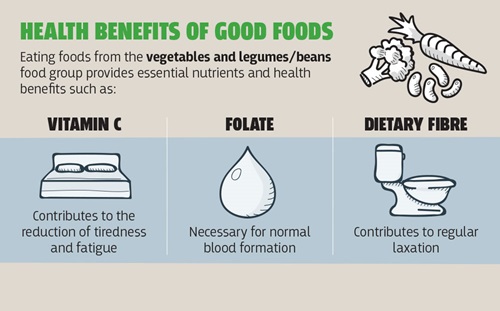 HEALTH BENEFITS OF GOOD FOODS
Eating foods from the vegetables and legumes/beans
food group provides essential nutrients and health
benefits such as:
VITAMIN C
Contributes to the
reduction of tiredness
and fatigue
FOLATE
Necessary for normal
blood formation
DIETARY FIBRE
Contributes to regular
laxation